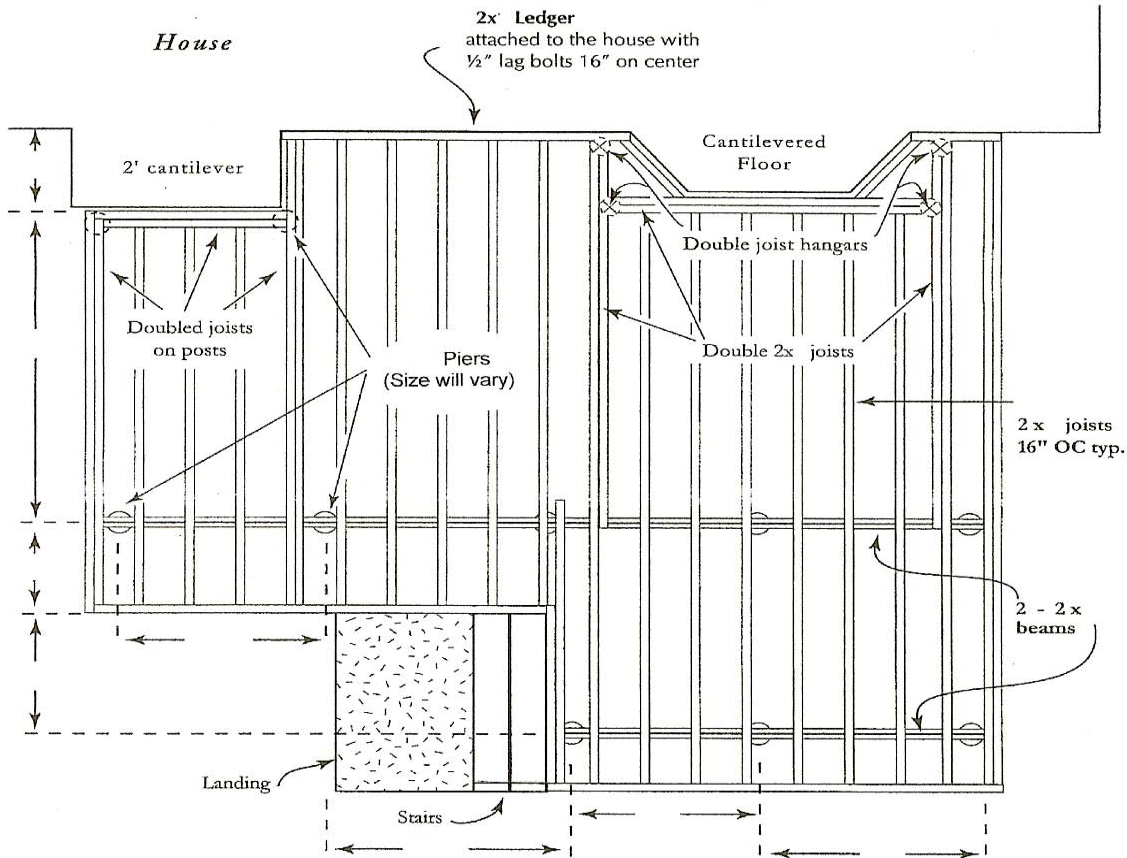 House
2x Ledger
attached to the house with
½" lag bolts 16" on center
2' cantilever
Cantilevered
Floor
Double joist hangars
Doubled joists
on posts
Piers
(Size will vary)
Double 2x joists
2 x joists
16" OC typ.
2 - 2 x
beams
Landing
Stairs